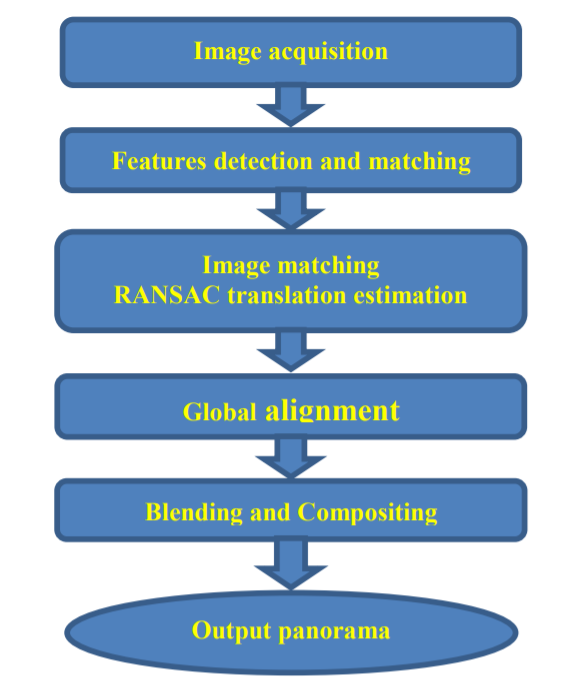 Image acquisition
Features detection and matching
Image matching
RANSAC translation estimation
Global alignment
Blending and Compositing
Output panorama